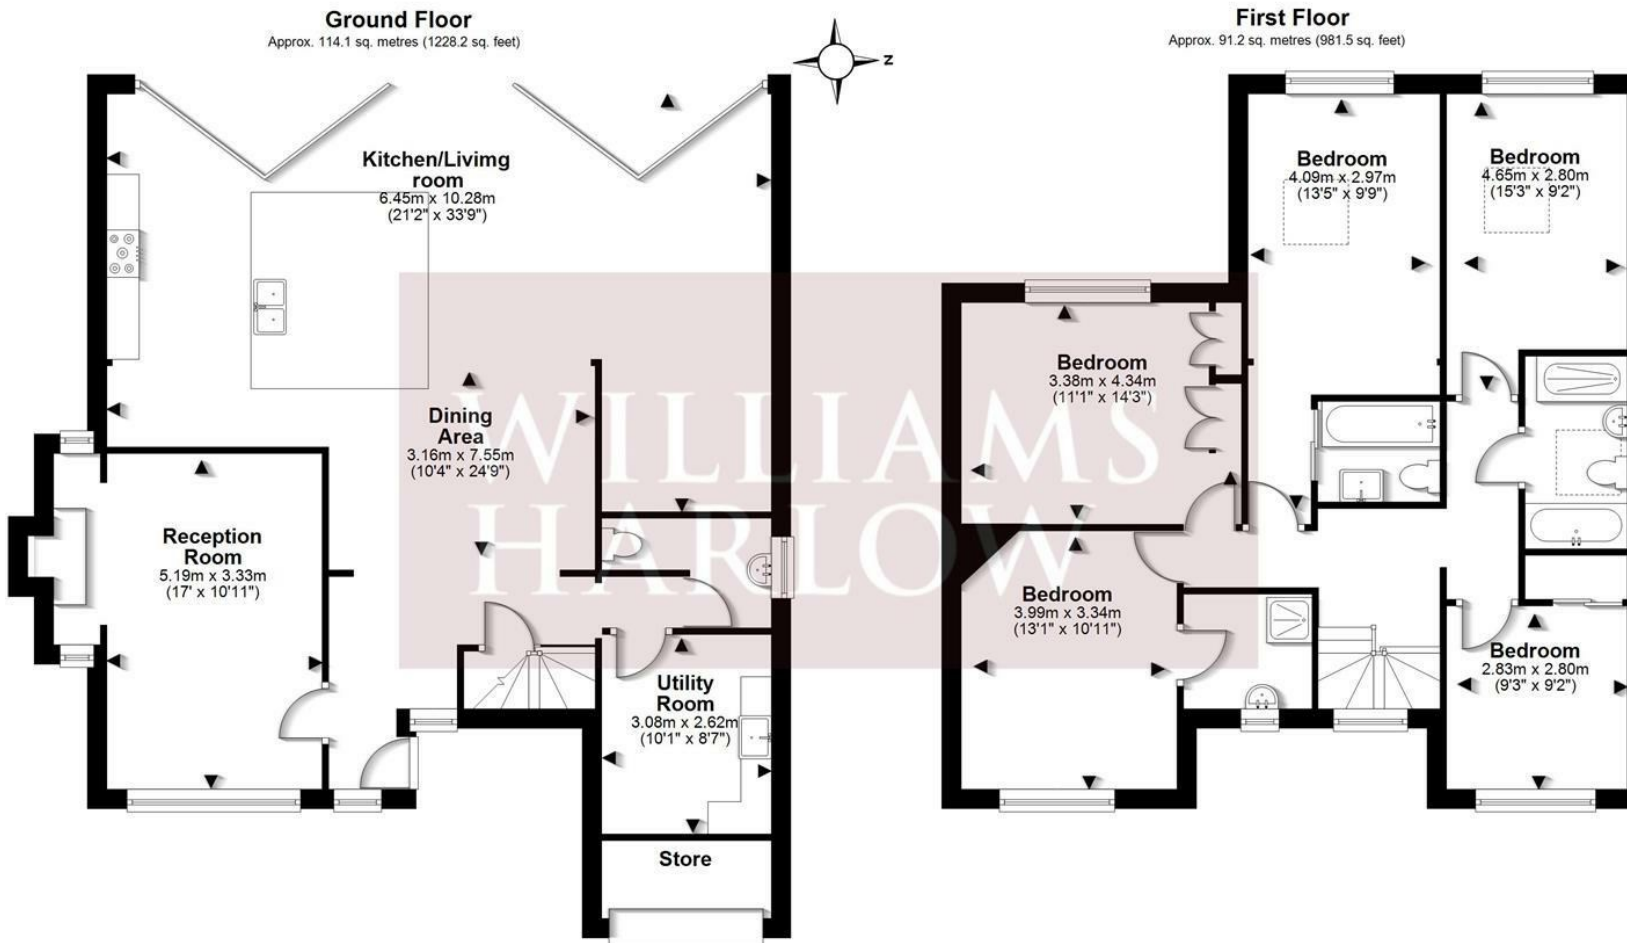 Ground Floor
Approx. 114.1 sq. metres (1228.2 sq. feet)
Kitchen/Livimg
room
6.45m x 10.28m
(21'2" x 33'9")
Dining
Area
3.16m x 7.55m
(10'4" x 24'9")
Reception
Room
5.19m x 3.33m
(17' x 10'11")
Utility
Room
3.08m x 2.62m
(10'1" x 8'7")
Store
Z
First Floor
Approx. 91.2 sq. metres (981.5 sq. feet)
Bedroom
4.09m x 2.97m
(13'5" x 9'9")
Bedroom
4.65m x 2.80m
(15'3" x 9'2")
Bedroom
3.38m x 4.34m
(11'1" x 14'3")
Bedroom
3.99m x 3.34m
(13'1" x 10'11")
Bedroom
2.83m x 2.80m
(9'3" x 9'2")
WILLIAMS
HARLOW